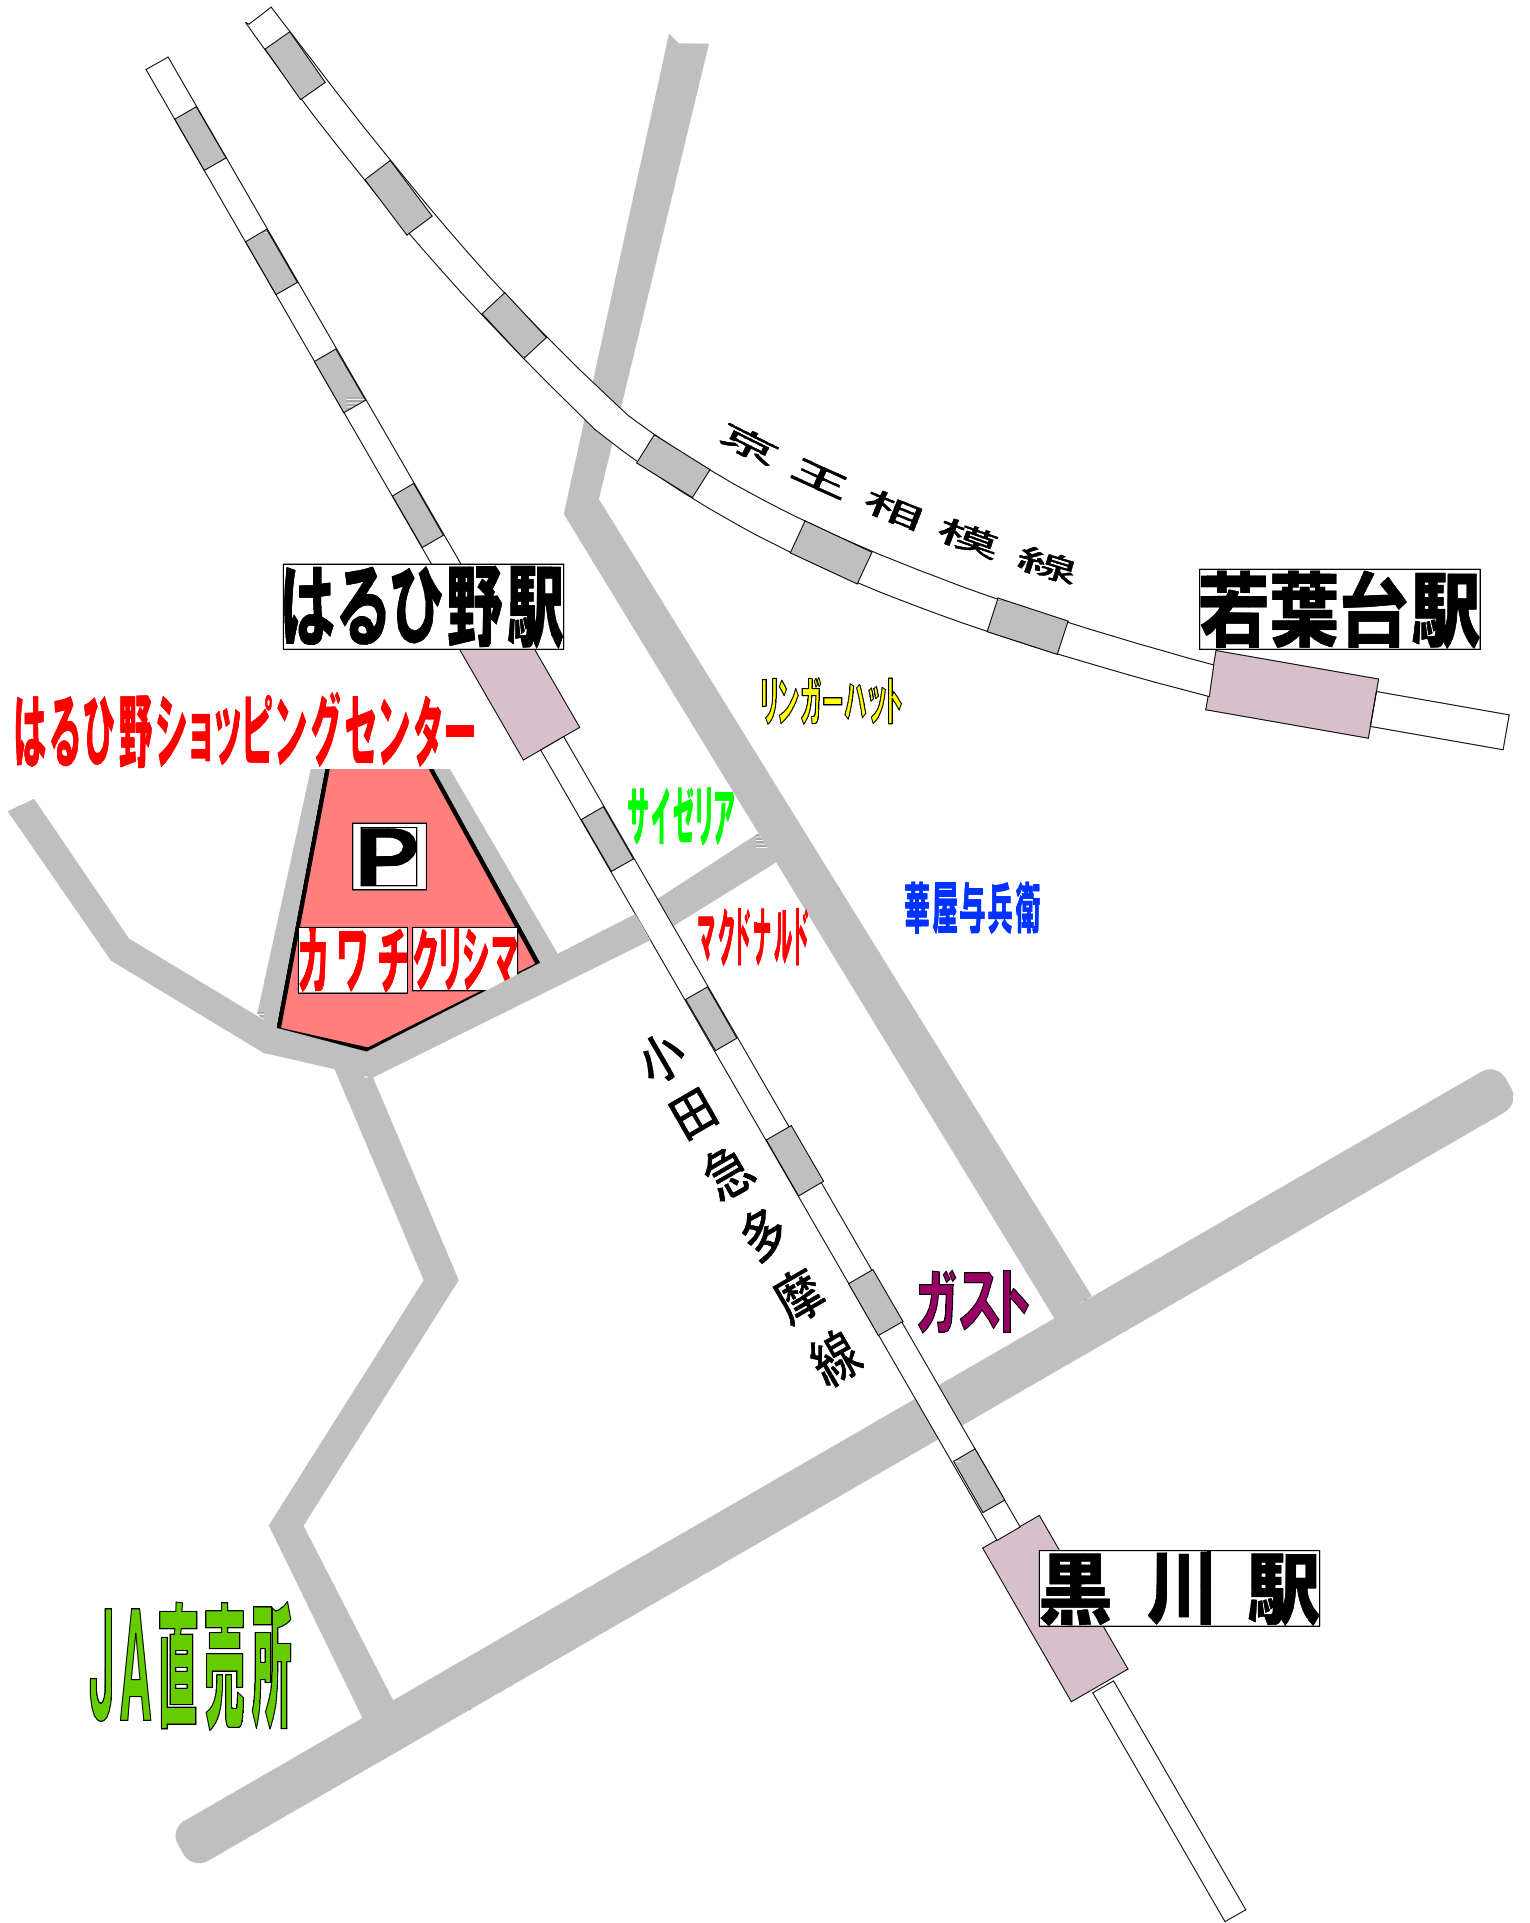 京王相模線
はるひ野駅
若葉台駅
はるひ野ショッピングセンター
リンガーハット
サイゼリア
P
華屋与兵衛
マクドナルド
カワチ
クリシマ
小田急多摩線
ガスト
黒川駅
JA直売所